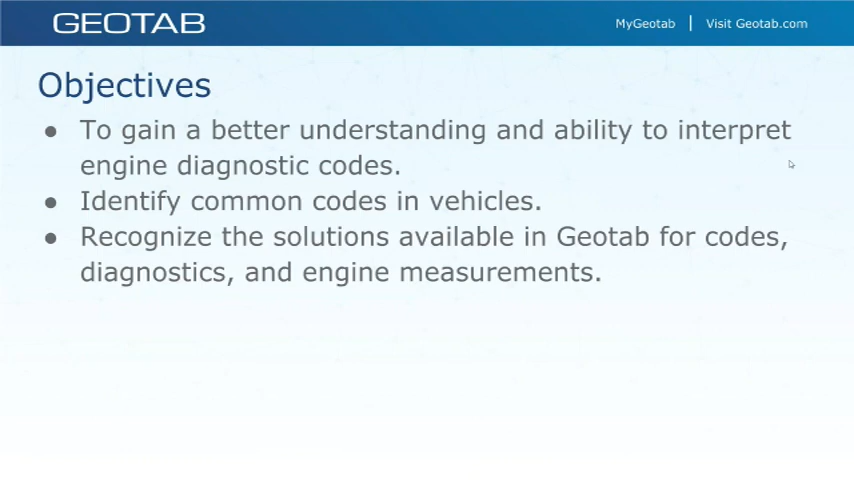 GEOTAB
MyGeotab | Visit Geotab.com
Objectives
● To gain a better understanding and ability to interpret
engine diagnostic codes.
● Identify common codes in vehicles.
● Recognize the solutions available in Geotab for codes,
diagnostics, and engine measurements.